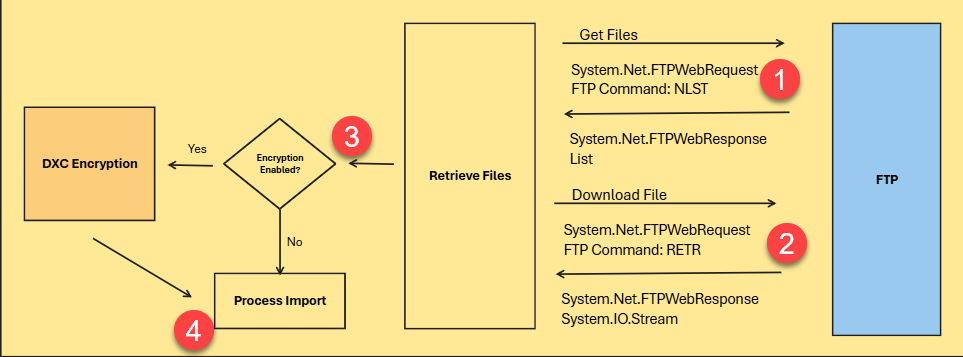 Get Files
System.Net.FTPWebRequest
FTP Command: NLST
1
System.Net.FTPWebResponse
List
3
Yes
DXC Encryption
Encryption
Enabled?
Retrieve Files
FTP
Download File
System.Net.FTPWebRequest
FTP Command: RETR
2
No
Process Import
System.Net.FTPWebResponse
System.IO.Stream
4